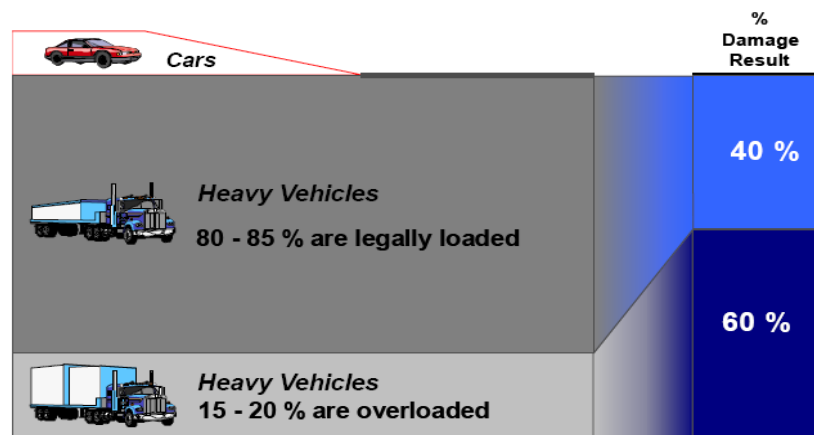 %
Damage
Result
Cars
40 %
Heavy Vehicles
80 - 85 % are legally loaded
60 %
Heavy Vehicles
15 - 20 % are overloaded